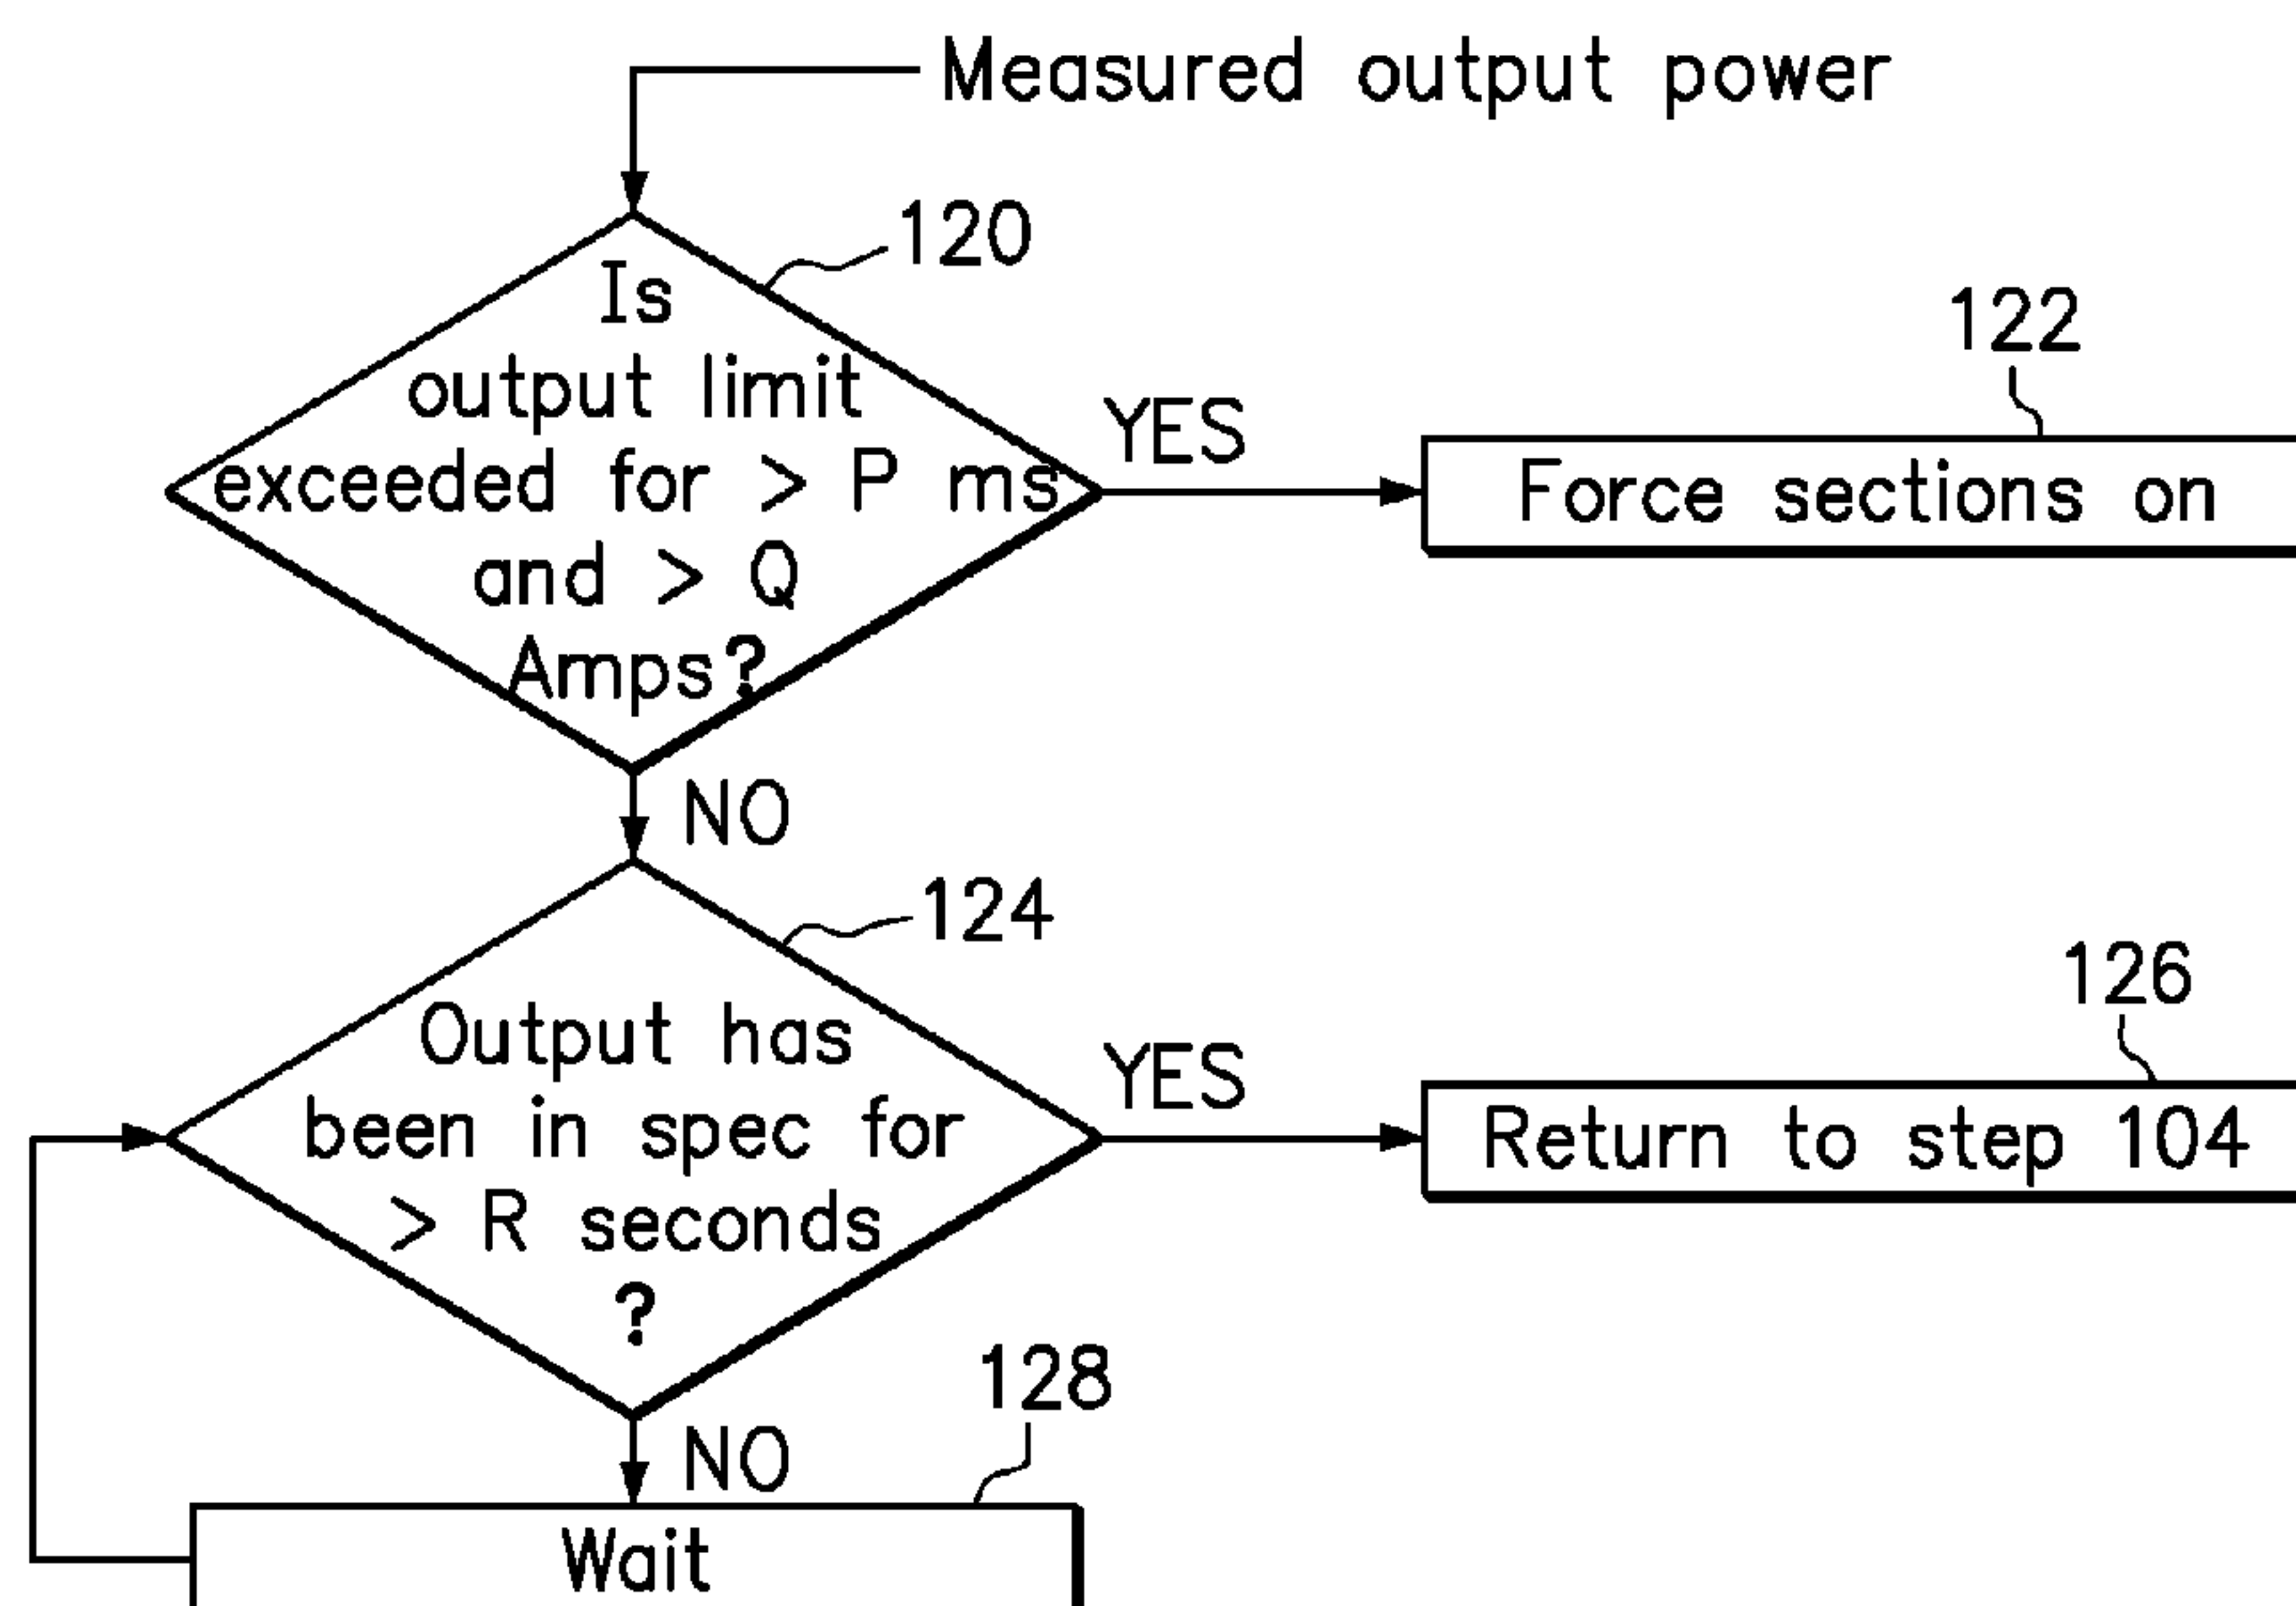 Measured output power
120
Is
output limit
exceeded for > P ms
and > Q
Amps?
YES
122
Force sections on
NO
124
Output has
been in spec for
> R seconds
?
YES
126
Return to step 104
NO
128
Wait